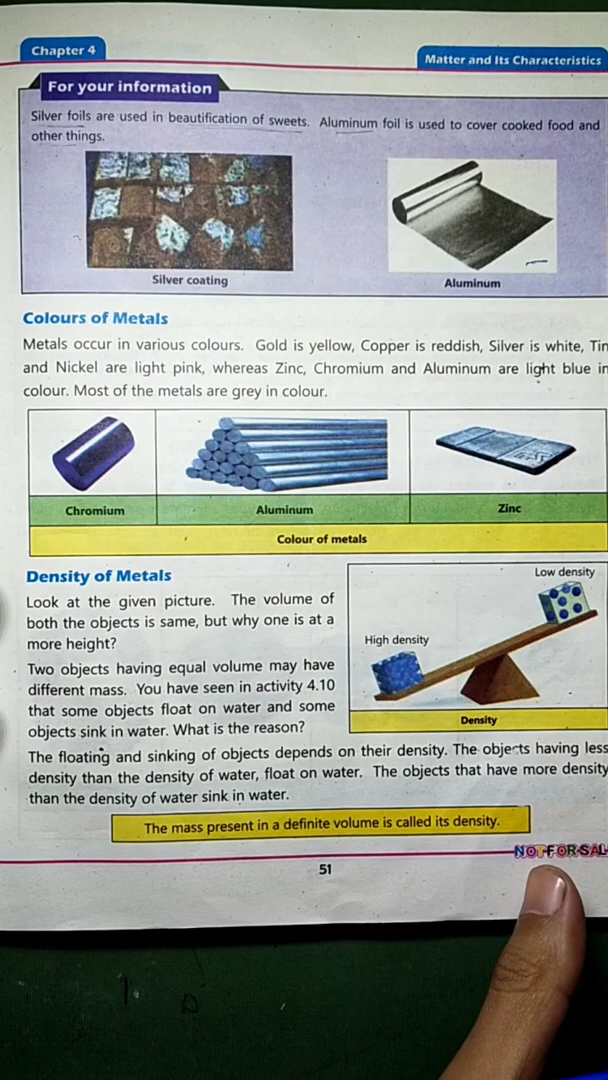 Chapter 4
Matter and Its Characteristics
For your information
Silver foils are used in beautification of sweets. Aluminum foil is used to cover cooked food and
other things.
Silver coating
Aluminum
Colours of Metals
Metals occur in various colours. Gold is yellow, Copper is reddish, Silver is white, Tin
and Nickel are light pink, whereas Zinc, Chromium and Aluminum are light blue in
colour. Most of the metals are grey in colour.
Chromium
Aluminum
Zinc
Colour of metals
Density of Metals
Look at the given picture. The volume of
both the objects is same, but why one is at a
more height?
Two objects having equal volume may have
different mass. You have seen in activity 4.10
that some objects float on water and some
objects sink in water. What is the reason?
Low density
High density
Density
The floating and sinking of objects depends on their density. The objects having less
density than the density of water, float on water. The objects that have more density
than the density of water sink in water.
The mass present in a definite volume is called its density.
NOT FOR SAL
51